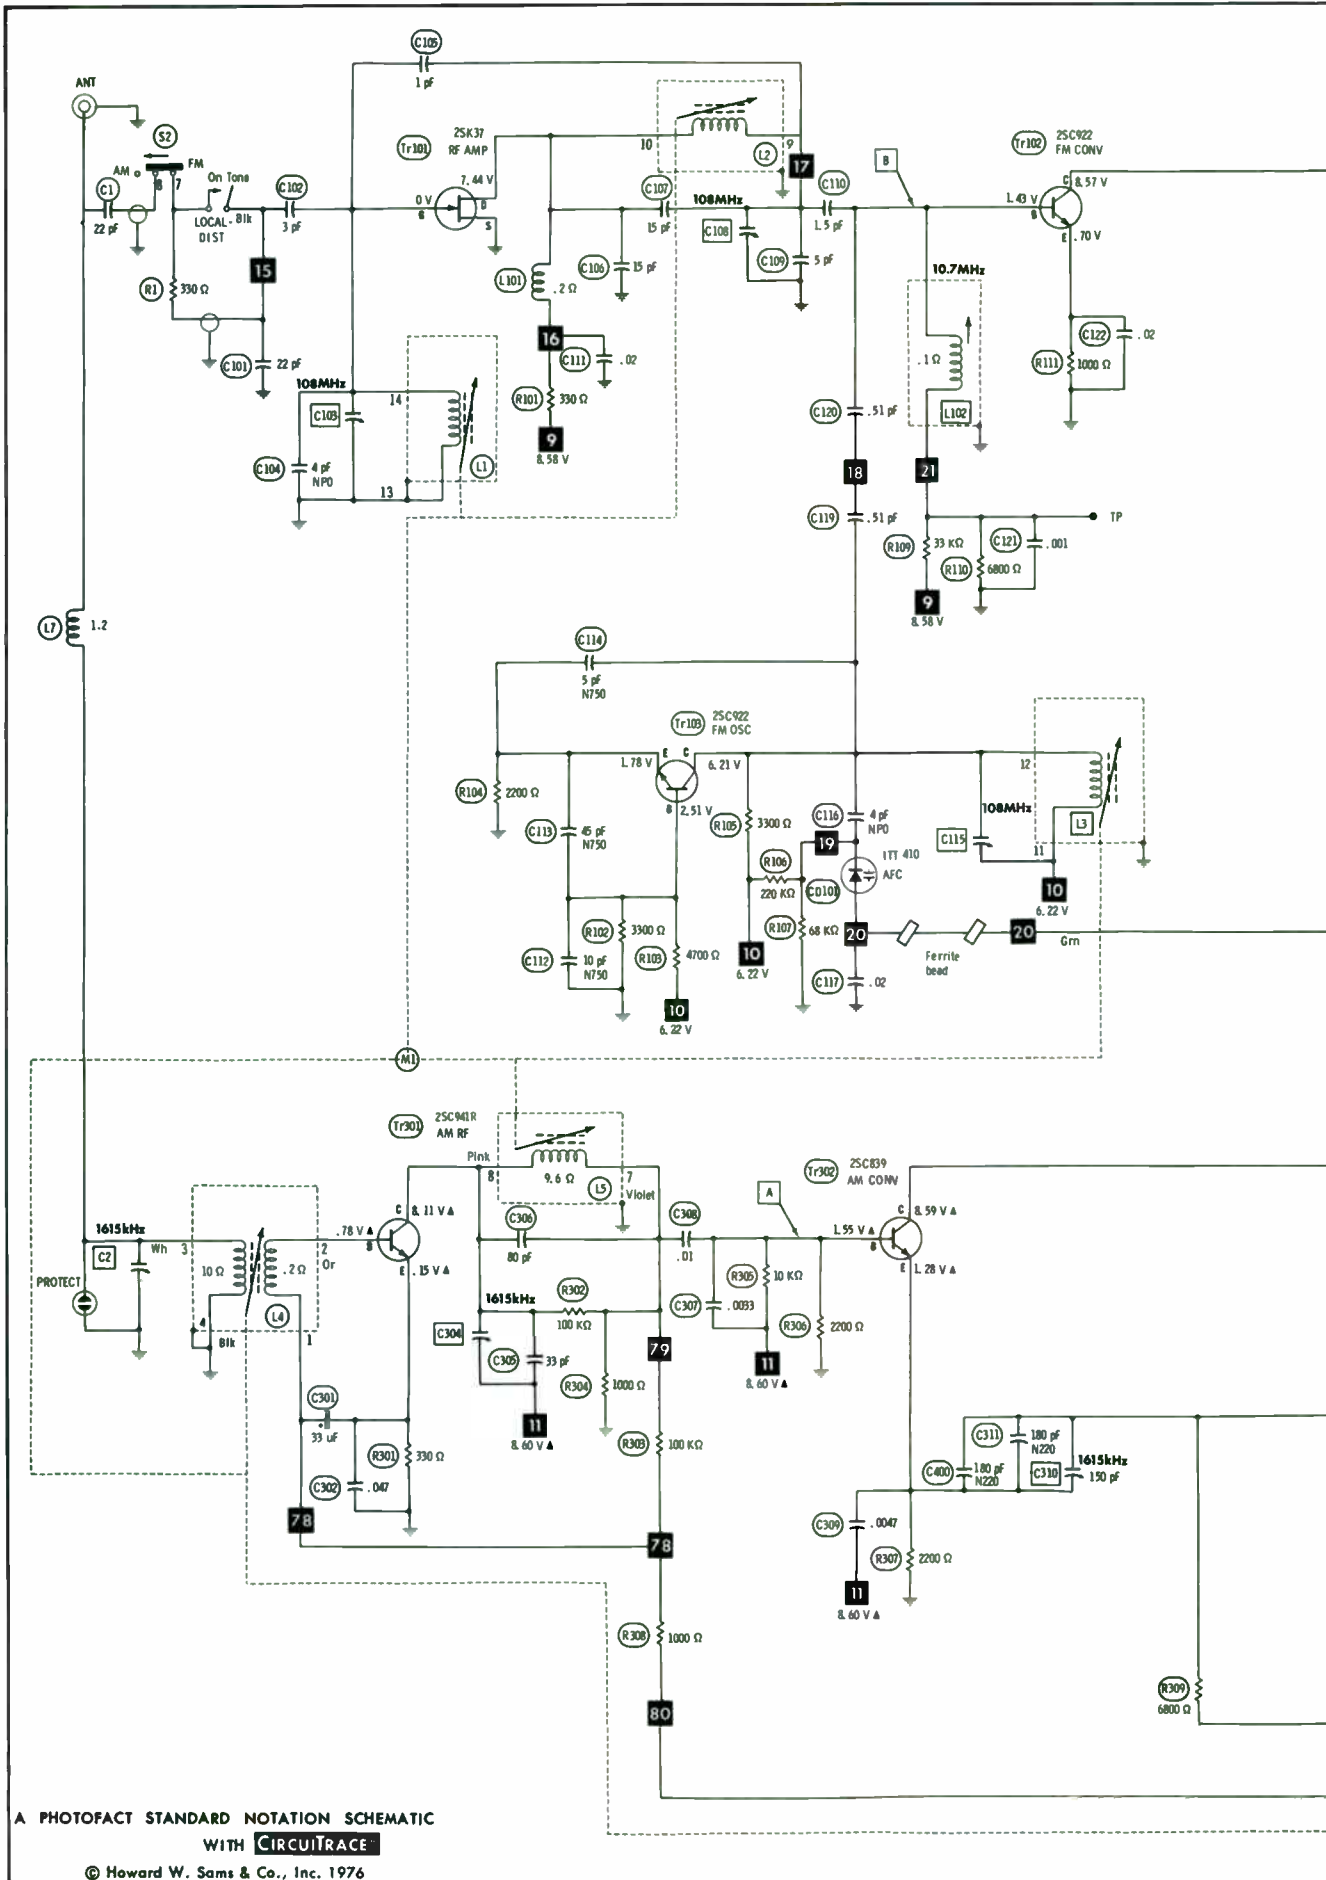 C105
1 pF
ANT
S2
AM
FM
8
7
On Tone
LOCAL-
DIST
Blk
C1
22 pF
C102
3 pF
R1
330 Ω
15
C101
22 pF
Tr101
2SK37
RF AMP
7.44 V
0 V
G
D
S
L101
.2 Ω
16
C111
.02
R101
330 Ω
9
8.58 V
108MHz
C103
14
C104
4 pF
NP0
13
L1
10
9
L2
17
C107
15 pF
108MHz
C106
15 pF
C108
C109
5 pF
C110
1.5 pF
B
Tr102
2SC922
FM CONV
C
8.57 V
1.43 V
B
E
.70 V
10.7MHz
.1 Ω
L102
R111
1000 Ω
C122
.02
C120
.51 pF
18
C119
.51 pF
21
TP
R109
33 KΩ
R110
6800 Ω
C121
.001
9
8.58 V
L7
1.2
C114
5 pF
N750
Tr103
2SC922
FM OSC
E
C
1.78 V
6.21 V
B
2.51 V
R104
2200 Ω
C113
45 pF
N750
R102
3300 Ω
R103
4700 Ω
C112
10 pF
N750
10
6.22 V
R105
3300 Ω
R106
220 KΩ
R107
68 KΩ
10
6.22 V
C116
4 pF
NP0
19
ITT 410
AFC
CD101
20
C117
.02
Ferrite
bead
20
Grn
108MHz
C115
12
11
L3
10
6.22 V
M1
Tr301
2SC941R
AM RF
Pink
8
9.6 Ω
L5
7
Violet
C
8.11 V▲
.78 V▲
B
E
.15 V▲
1615kHz
C2
Wh
3
10 Ω
.2 Ω
2
Or
L4
4
Blk
1
PROTECT
C306
80 pF
1615kHz
R302
100 KΩ
C304
C305
33 pF
R304
1000 Ω
11
8.60 V▲
79
R303
100 KΩ
C301
33 uF
R301
330 Ω
C302
.047
78
78
R308
1000 Ω
80
C308
.01
A
Tr302
2SC839
AM CONV
C
8.59 V▲
1.55 V▲
B
E
1.28 V▲
R305
10 KΩ
C307
.0033
R306
2200 Ω
11
8.60 V▲
C309
.0047
R307
2200 Ω
11
8.60 V▲
C400
180 pF
N220
C311
180 pF
N220
1615kHz
C310
150 pF
R309
6800 Ω
A PHOTOFACT STANDARD NOTATION SCHEMATIC
WITH CIRCUITRACE
© Howard W. Sams & Co., Inc. 1976